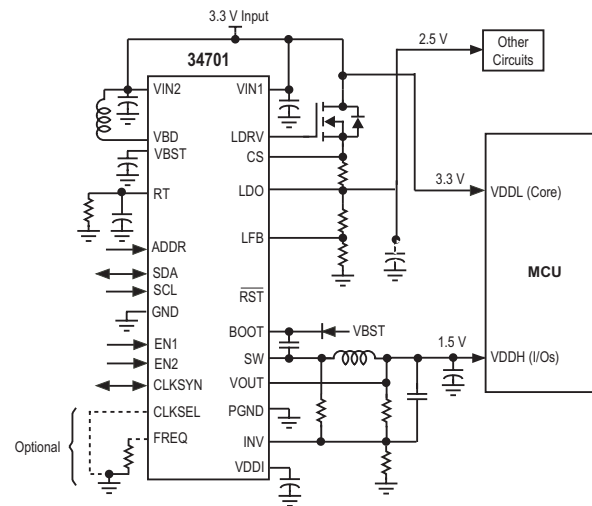 3.3 V Input
34701
2.5 V
Other
Circuits
VIN2
VIN1
VBD
LDRV
VBST
CS
RT
LDO
3.3 V
VDDL (Core)
MCU
ADDR
LFB
SDA
SCL
RST
GND
BOOT
VBST
EN1
SW
1.5 V
VDDH (I/Os)
EN2
VOUT
CLKSYN
CLKSEL
PGND
Optional
FREQ
INV
VDDI